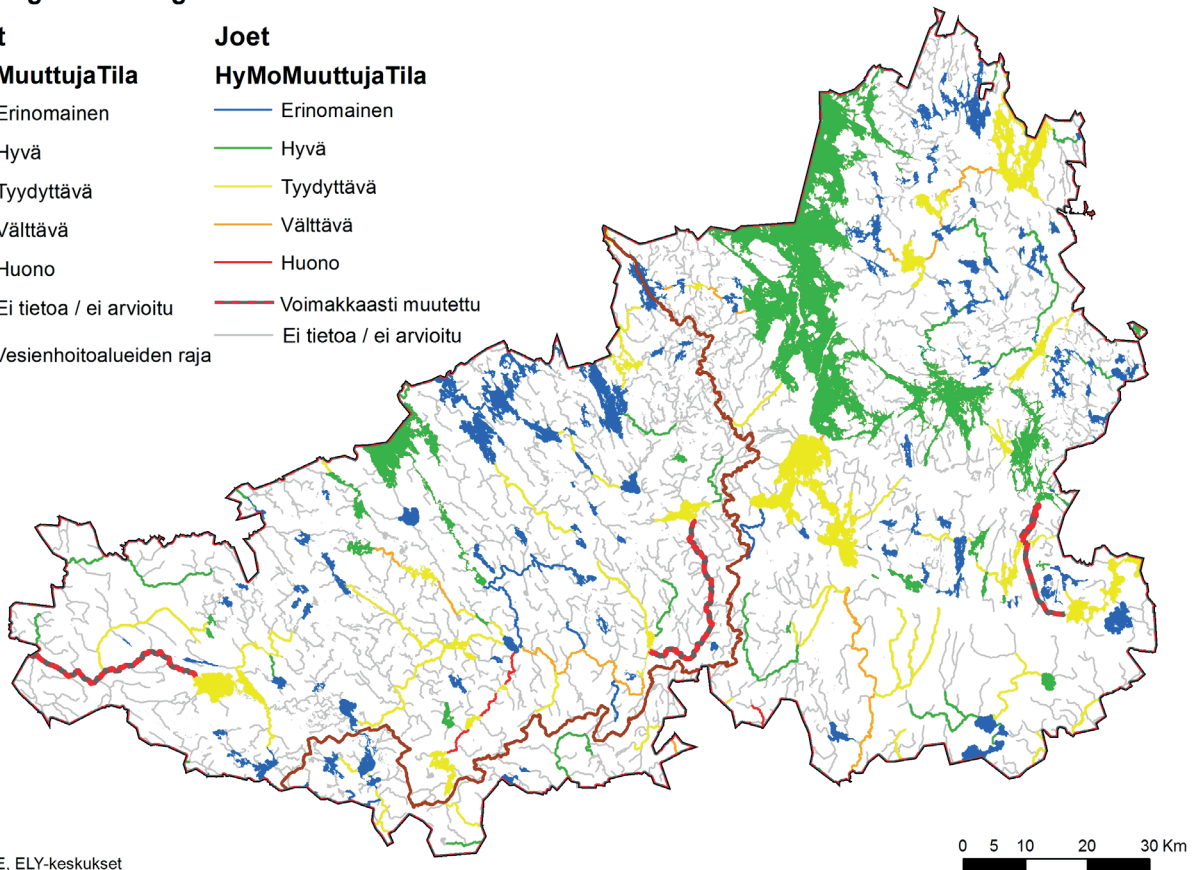 t
MuuttujaTila
Erinomainen
Hyvä
Tyydyttävä
Välttävä
Huono
Ei tietoa / ei arvioitu
Vesienhoitoalueiden raja
Joet
HyMoMuuttujaTila
Erinomainen
Hyvä
Tyydyttävä
Välttävä
Huono
Voimakkaasti muutettu
Ei tietoa / ei arvioitu
E, ELY-keskukset
0 5 10 20 30 Km